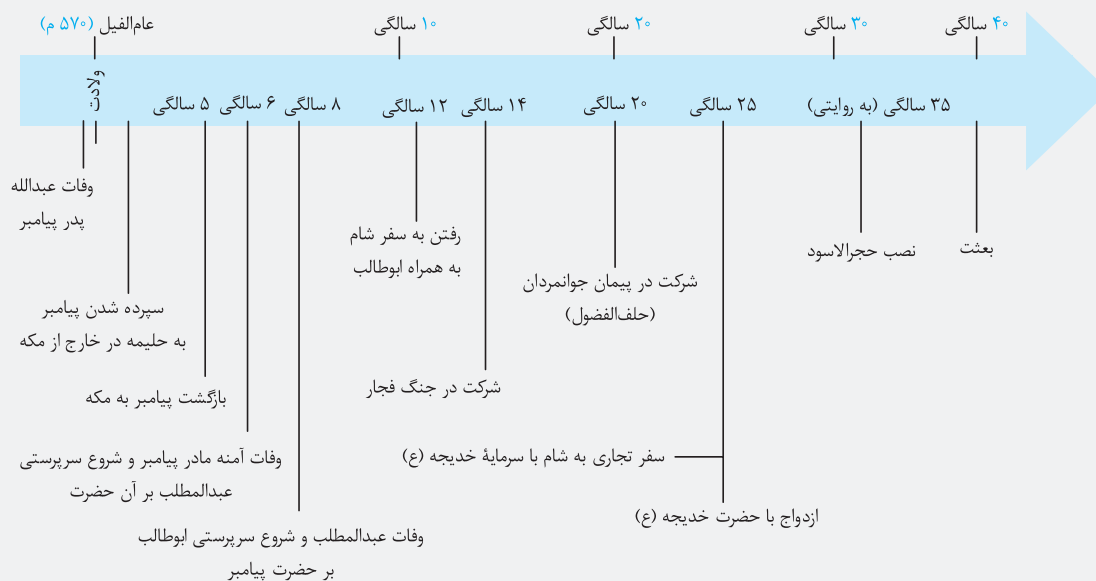 عام‌الفیل (۵۷۰ م)
۱۰ سالگی
۲۰ سالگی
۳۰ سالگی
۴۰ سالگی
ولادت
۵ سالگی
۶ سالگی
۸ سالگی
۱۲ سالگی
۱۴ سالگی
۲۰ سالگی
۲۵ سالگی
۳۵ سالگی (به روایتی)
وفات عبدالله
پدر پیامبر
سپرده شدن پیامبر
به حلیمه در خارج از مکه
بازگشت پیامبر به مکه
وفات آمنه مادر پیامبر و شروع سرپرستی
عبدالمطلب بر آن حضرت
وفات عبدالمطلب و شروع سرپرستی ابوطالب
بر حضرت پیامبر
رفتن به سفر شام
به همراه ابوطالب
شرکت در جنگ فجار
شرکت در پیمان جوانمردان
(حلف‌الفضول)
سفر تجاری به شام با سرمایهٔ خدیجه (ع)
ازدواج با حضرت خدیجه (ع)
نصب حجرالاسود
بعثت